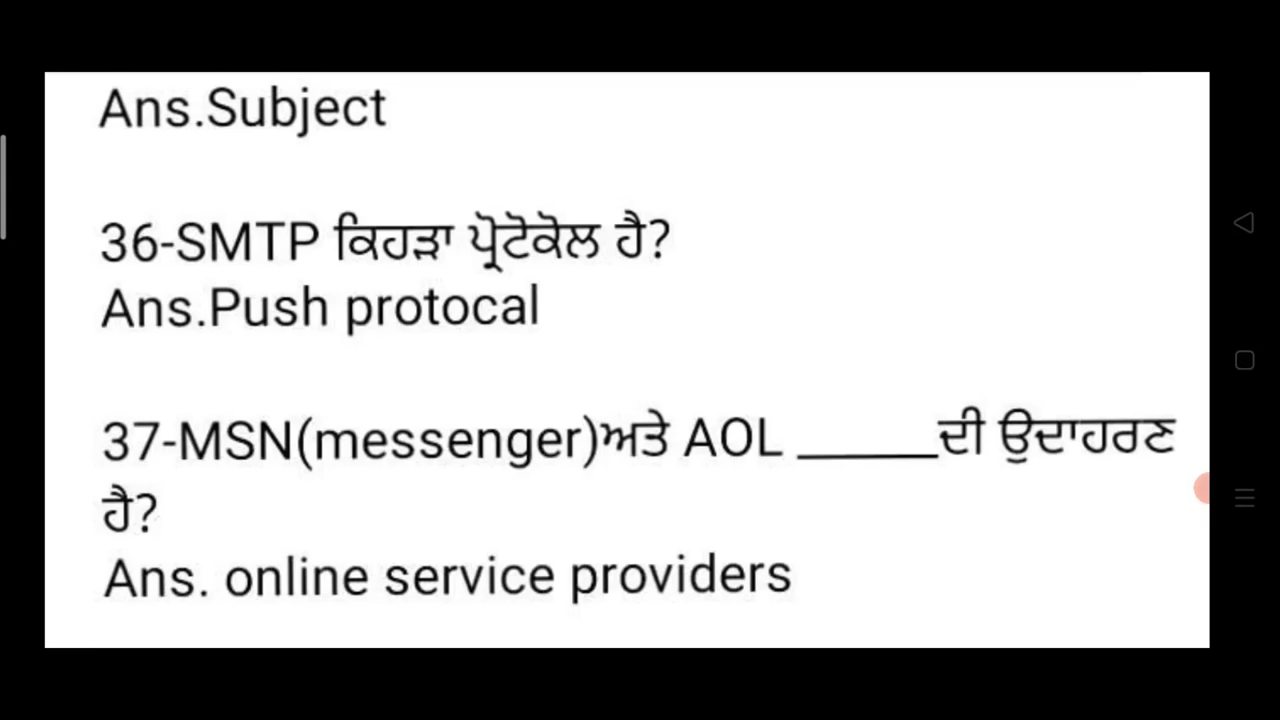 Ans.Subject
36-SMTP ਕਿਹੜਾ ਪ੍ਰੋਟੋਕੋਲ ਹੈ?
Ans.Push protocal
37-MSN(messenger)ਅਤੇ AOL ______ਦੀ ਉਦਾਹਰਣ
ਹੈ?
Ans. online service providers